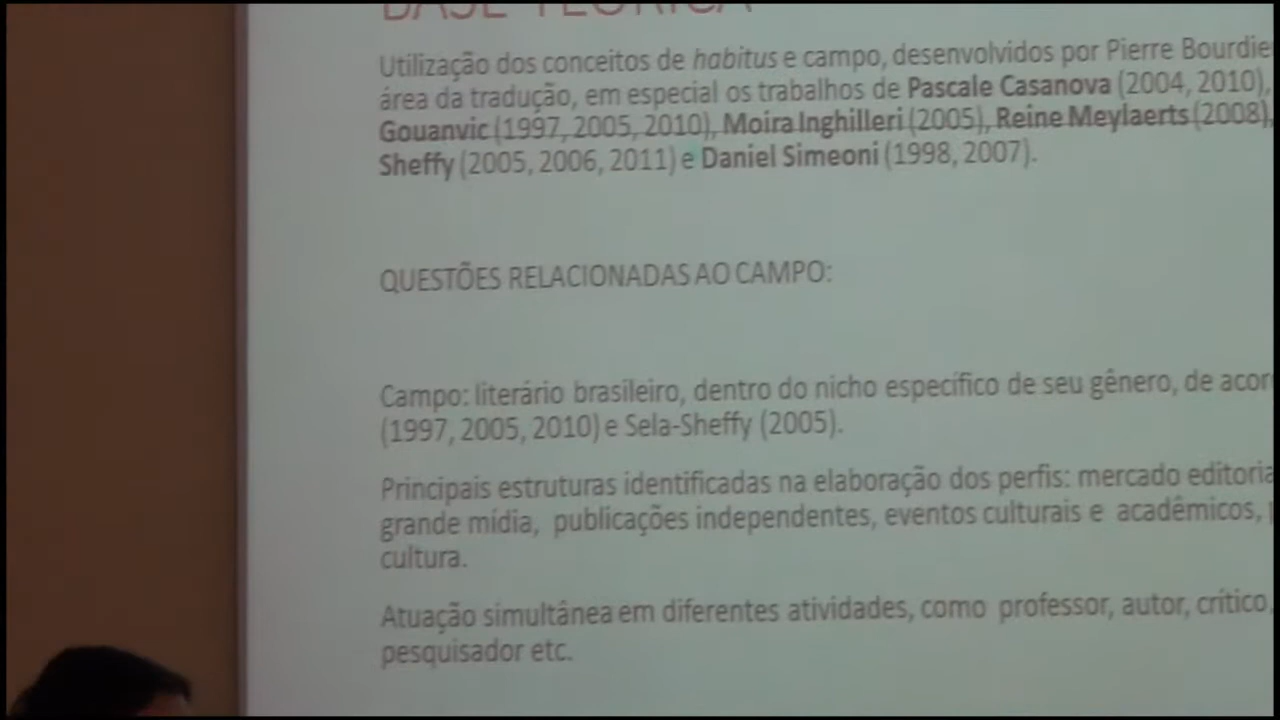 BASE TEÓRICA
Utilização dos conceitos de habitus e campo, desenvolvidos por Pierre
área da tradução, em especial os trabalhos de Pascale Casanova (2004, 2010),
Gouanvic (1997, 2005, 2010), Moira Inghilleri (2005), Reine Meylaerts (2008),
Sheffy (2005, 2006, 2011) e Daniel Simeoni (1998, 2007).
QUESTÕES RELACIONADAS AO CAMPO:
Campo: literário brasileiro, dentro do nicho específico de seu gênero, de
(1997, 2005, 2010) e Sela-Sheffy (2005).
Principais estruturas identificadas na elaboração dos perfis: mercado
grande mídia, publicações independentes, eventos culturais e acadêmicos,
cultura.
Atuação simultânea em diferentes atividades, como professor, autor, crítico,
pesquisador etc.